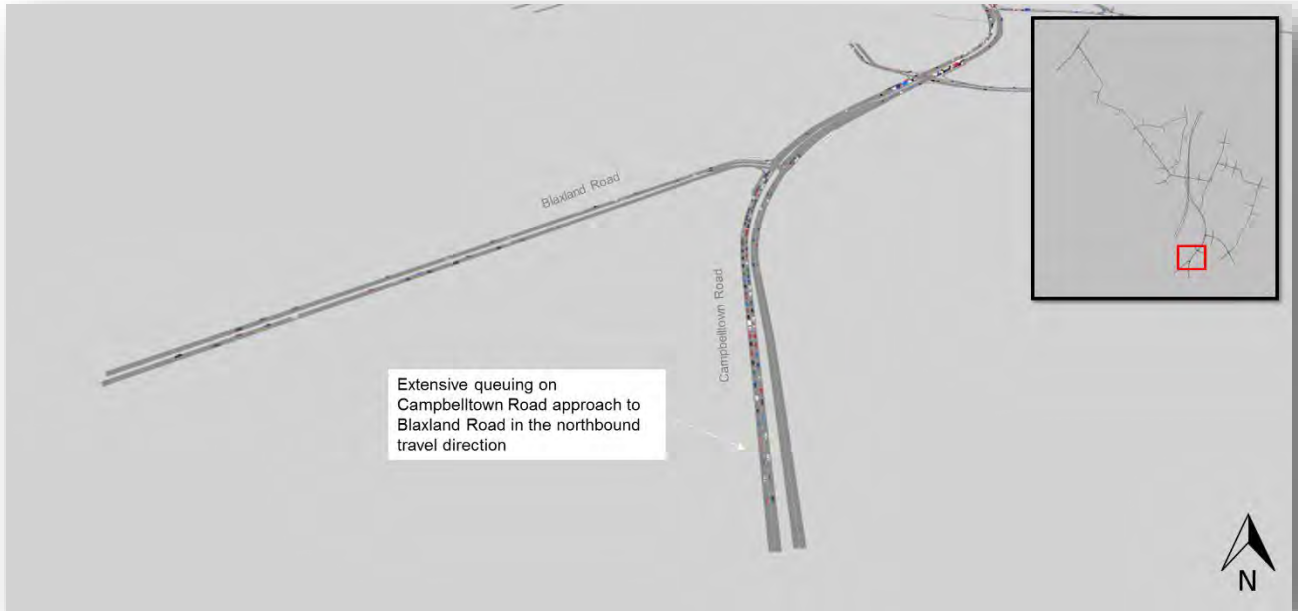 Blaxland Road
Campbelltown Road
Extensive queuing on
Campbelltown Road approach to
Blaxland Road in the northbound
travel direction
N